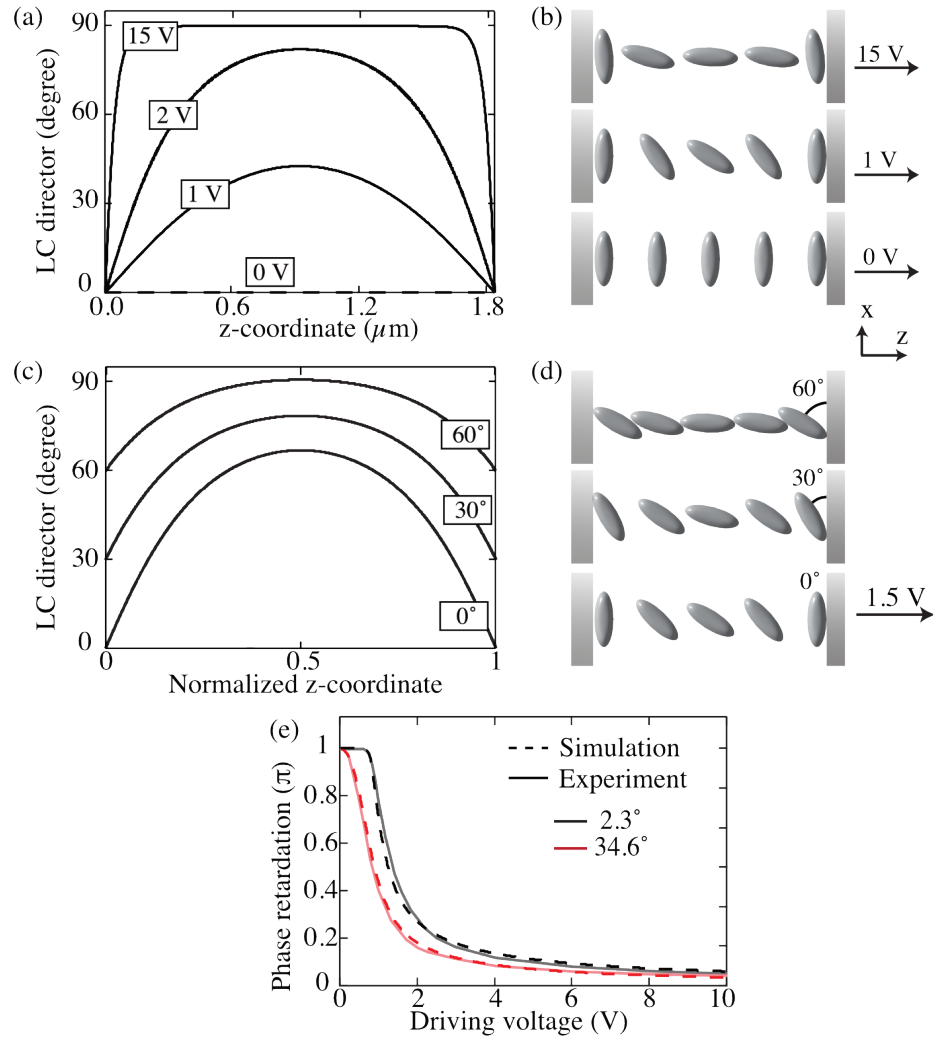 (a)
90
60
30
0
LC director (degree)
15 V
2 V
1 V
0 V
0.0
0.6
1.2
1.8
z-coordinate (μm)
(b)
15 V
1 V
0 V
x
z
(c)
90
60
30
0
LC director (degree)
60°
30°
0°
0
0.5
1
Normalized z-coordinate
(d)
60°
30°
0°
1.5 V
(e)
1
0.8
0.6
0.4
0.2
0
Phase retardation (π)
Simulation
Experiment
2.3°
34.6°
0
2
4
6
8
10
Driving voltage (V)